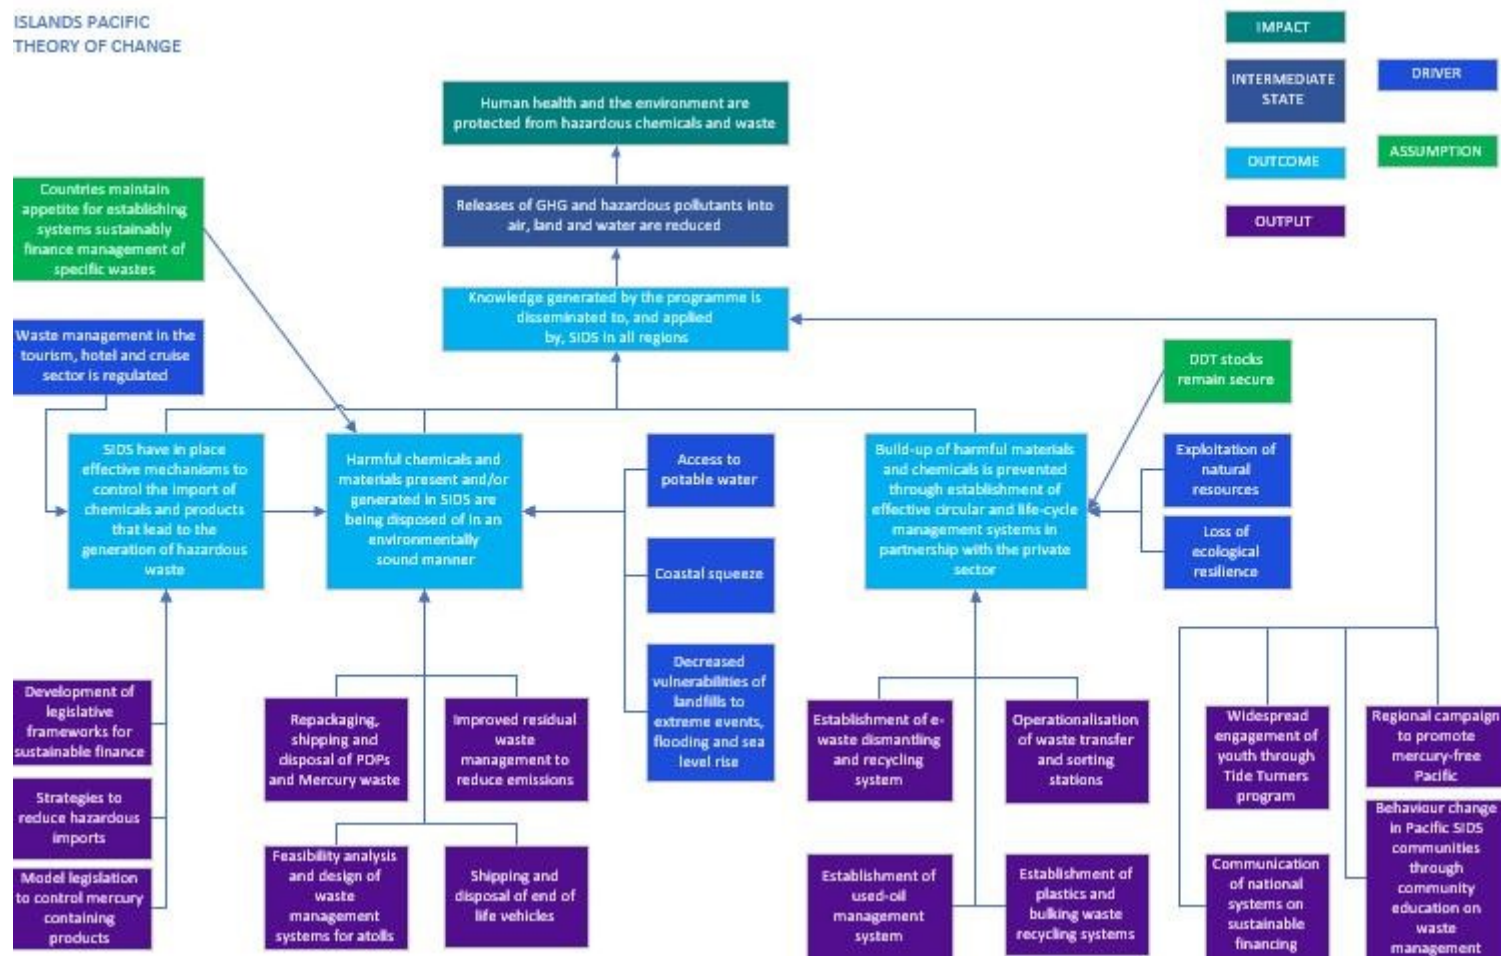 ISLANDS PACIFIC
THEORY OF CHANGE
IMPACT
INTERMEDIATE
STATE
DRIVER
OUTCOME
ASSUMPTION
OUTPUT
Human health and the environment are
protected from hazardous chemicals and waste
Countries maintain
appetite for establishing
systems sustainably
finance management of
specific wastes
Releases of GHG and hazardous pollutants into
air, land and water are reduced
Knowledge generated by the programme is
disseminated to, and applied
by, SIDS in all regions
Waste management in the
tourism, hotel and cruise
sector is regulated
DDT stocks
remain secure
SIDS have in place
effective mechanisms to
control the import of
chemicals and products
that lead to the
generation of hazardous
waste
Harmful chemicals and
materials present and/or
generated in SIDS are
being disposed of in an
environmentally
sound manner
Access to
potable water
Coastal squeeze
Decreased
vulnerabilities of
landfills to
extreme events,
flooding and sea
level rise
Build-up of harmful materials
and chemicals is prevented
through establishment of
effective circular and life-cycle
management systems in
partnership with the private
sector
Exploitation of
natural
resources
Loss of
ecological
resilience
Development of
legislative
frameworks for
sustainable finance
Strategies to
reduce hazardous
imports
Model legislation
to control mercury
containing
products
Repackaging,
shipping and
disposal of POPs
and Mercury waste
Improved residual
waste
management to
reduce emissions
Feasibility analysis
and design of
waste
management
systems for atolls
Shipping and
disposal of end of
life vehicles
Establishment of e-
waste dismantling
and recycling
system
Operationalisation
of waste transfer
and sorting
stations
Establishment of
used-oil
management
system
Establishment of
plastics and
bulking waste
recycling systems
Widespread
engagement of
youth through
Tide Turners
program
Regional campaign
to promote
mercury-free
Pacific
Communication
of national
systems on
sustainable
financing
Behaviour change
in Pacific SIDS
communities
through
community
education on
waste
management